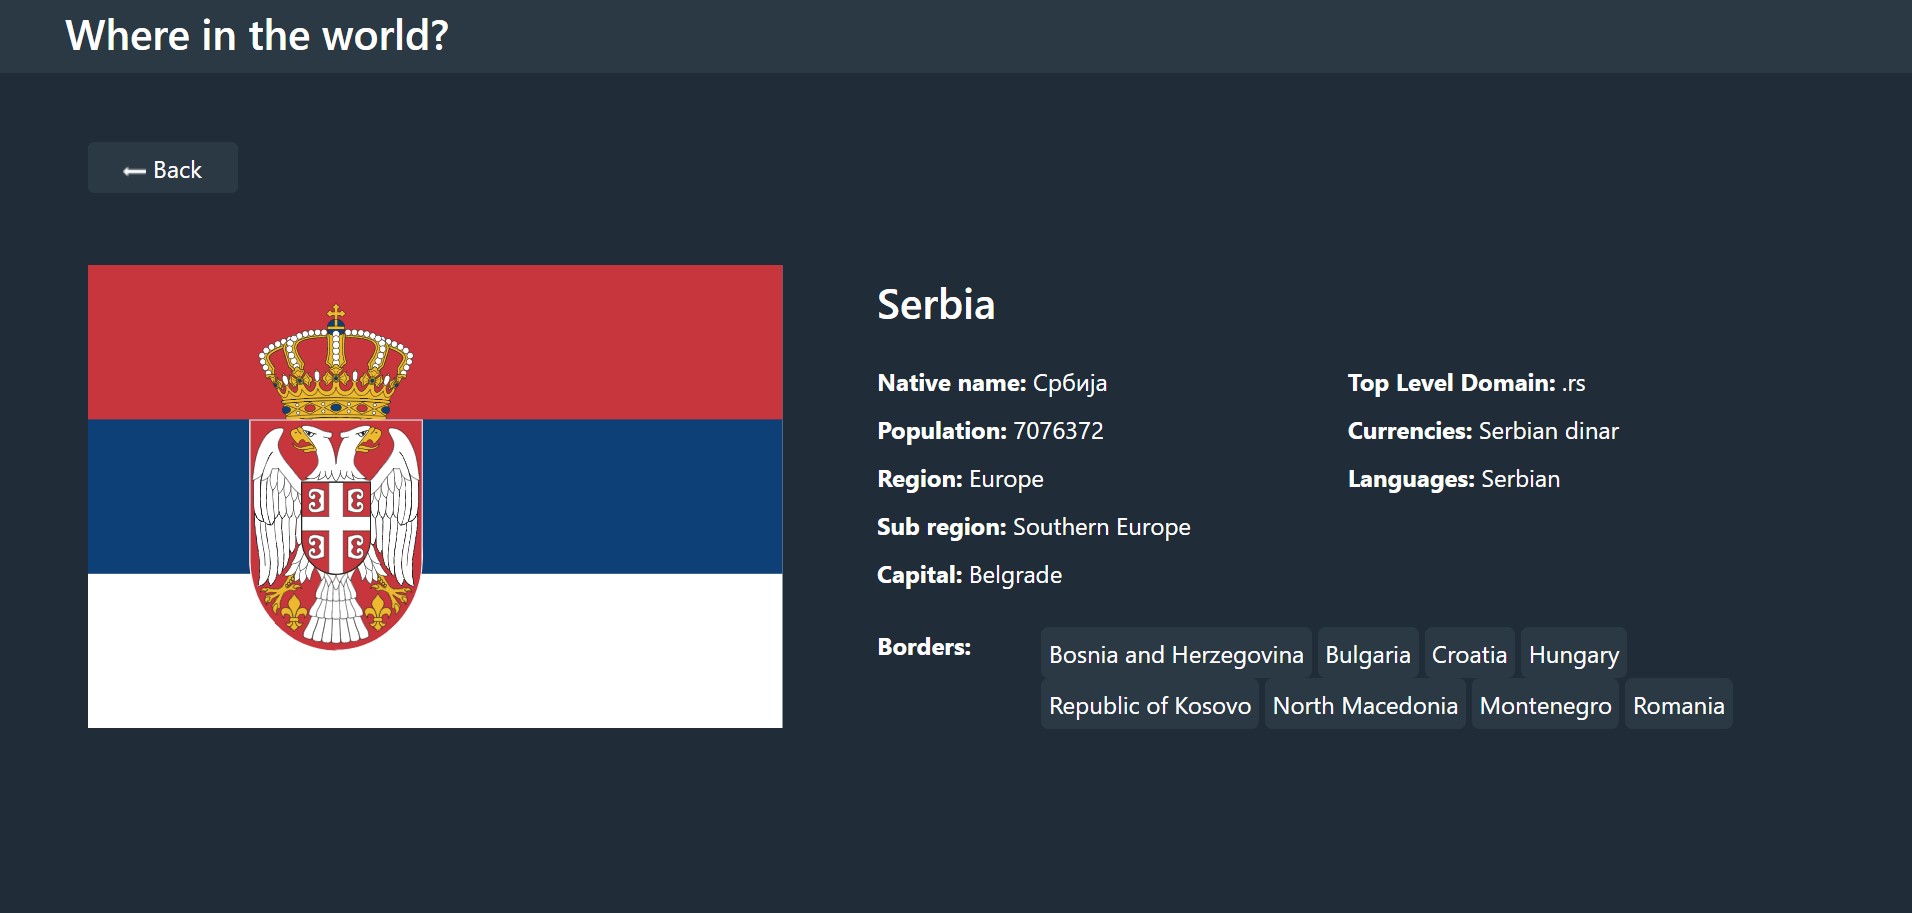 Where in the world?
Back
Serbia
Native name: Србија
Population: 7076372
Region: Europe
Sub region: Southern Europe
Capital: Belgrade
Top Level Domain: .rs
Currencies: Serbian dinar
Languages: Serbian
Borders:
Bosnia and Herzegovina Bulgaria Croatia Hungary
Republic of Kosovo North Macedonia Montenegro Romania